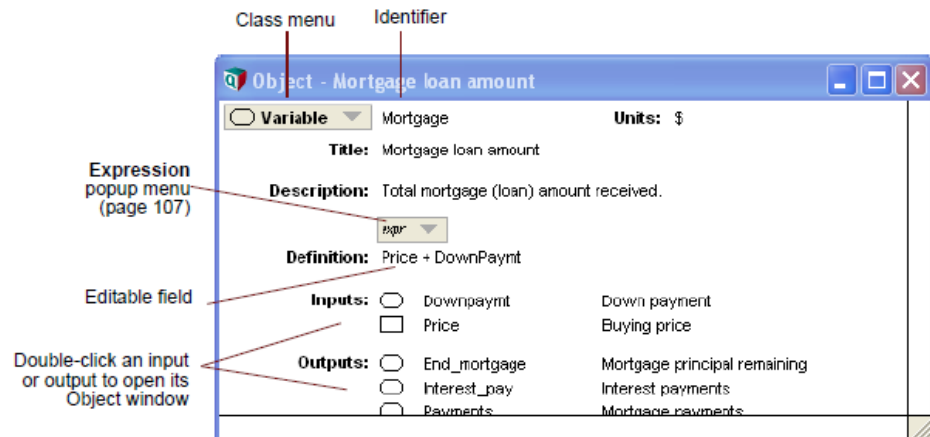 Class menu
Identifier
Object - Mortgage loan amount
Variable Mortgage Units: $
Title: Mortgage loan amount
Expression
popup menu
(page 107)
Description: Total mortgage (loan) amount received.
expr
Definition: Price + DownPaymt
Editable field
Inputs: Downpaymt Down payment
Price Buying price
Double-click an input
or output to open its
Object window
Outputs: End_mortgage Mortgage principal remaining
Interest_pay Interest payments
Payments Mortgage payments